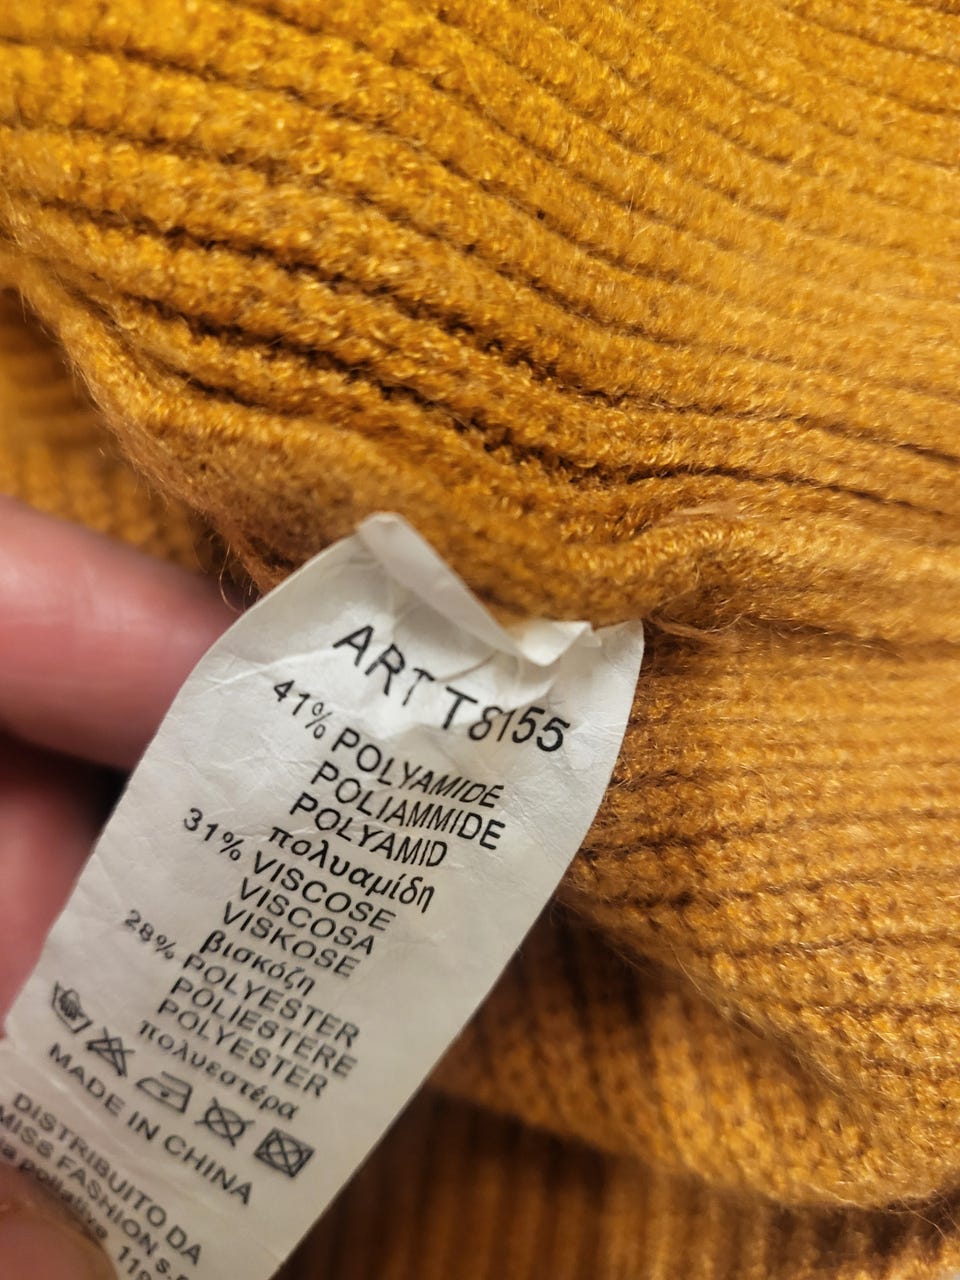 ART T8155
41% POLYAMIDE
POLIAMMIDE
POLYAMID
πολυαμίδη
31% VISCOSE
VISCOSA
VISKOSE
βισκόζη
28% POLYESTER
POLIESTERE
POLYESTER
πολυεστέρα
MADE IN CHINA
DISTRIBUITO DA
MISS FASHION